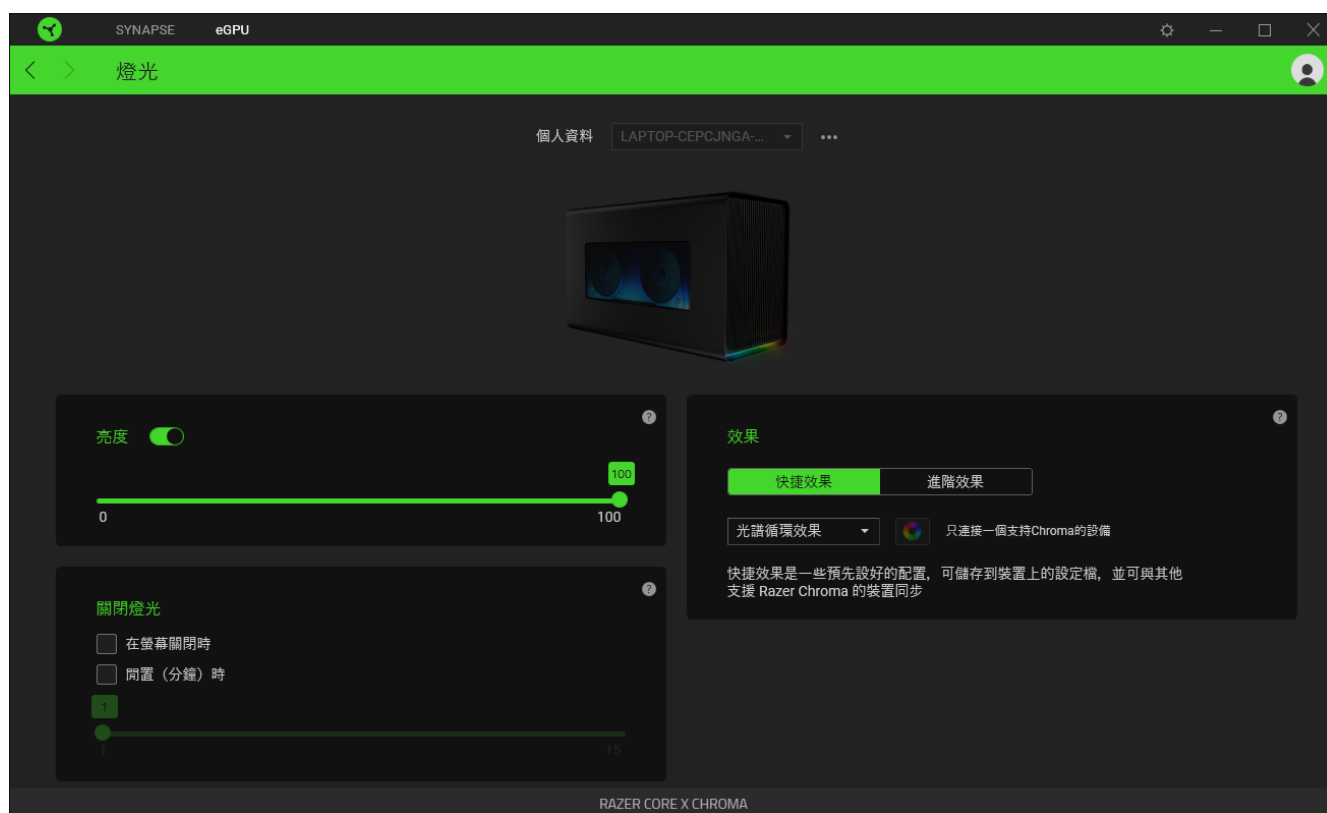 SYNAPSE eGPU
燈光
個人資料 LAPTOP-CEPCJNGA-...
亮度
100
0 100
關閉燈光
在螢幕關閉時
閒置（分鐘）時
1
1 15
效果
快捷效果 進階效果
光譜循環效果 只連接一個支持Chroma的設備
快捷效果是一些預先設好的配置，可儲存到裝置上的設定檔，並可與其他
支援 Razer Chroma 的裝置同步
RAZER CORE X CHROMA